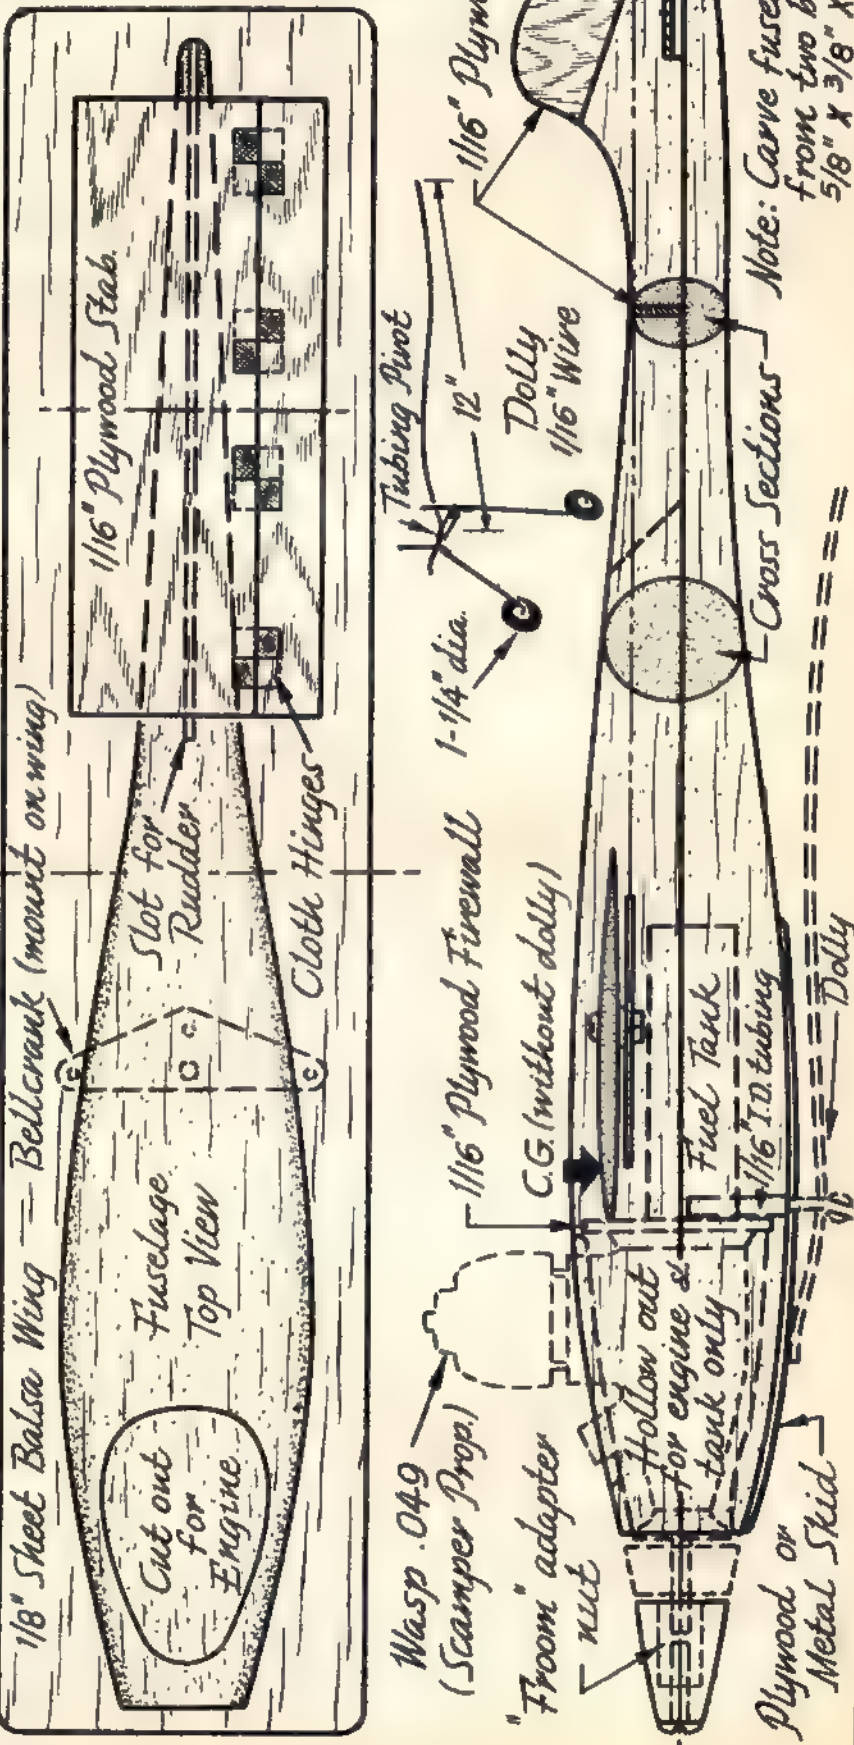 1/8" Sheet Balsa Wing
Bellcrank (mount on wing)
1/16" Plywood Stab.
Cut out
for
Engine
Fuselage
Top View
Slot for
Rudder
Cloth Hinges
Wasp .049
(Scamper Prop.)
"Froom" adapter
nut
1/16" Plywood Firewall
C.G. (without dolly)
1-1/4" dia.
Tubing Pivot
12"
Dolly
1/16" Wire
1/16" Plyw
Hollow out
for engine &
tank only
Fuel Tank
1/16" I.D. tubing
Cross Sections
Plywood or
Metal Skid
Dolly
Note: Carve fuse
from two b
5/8" x 3/8" x